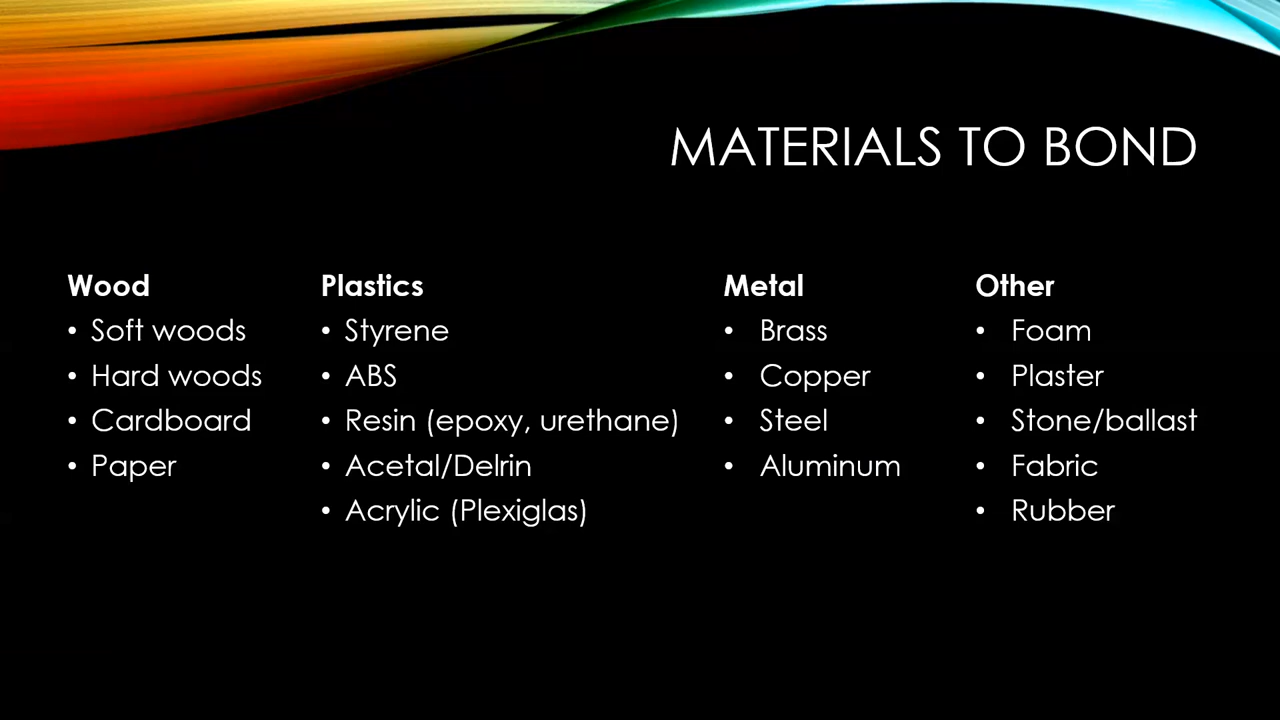 MATERIALS TO BOND
Wood
• Soft woods
• Hard woods
• Cardboard
• Paper
Plastics
• Styrene
• ABS
• Resin (epoxy, urethane)
• Acetal/Delrin
• Acrylic (Plexiglas)
Metal
• Brass
• Copper
• Steel
• Aluminum
Other
• Foam
• Plaster
• Stone/ballast
• Fabric
• Rubber